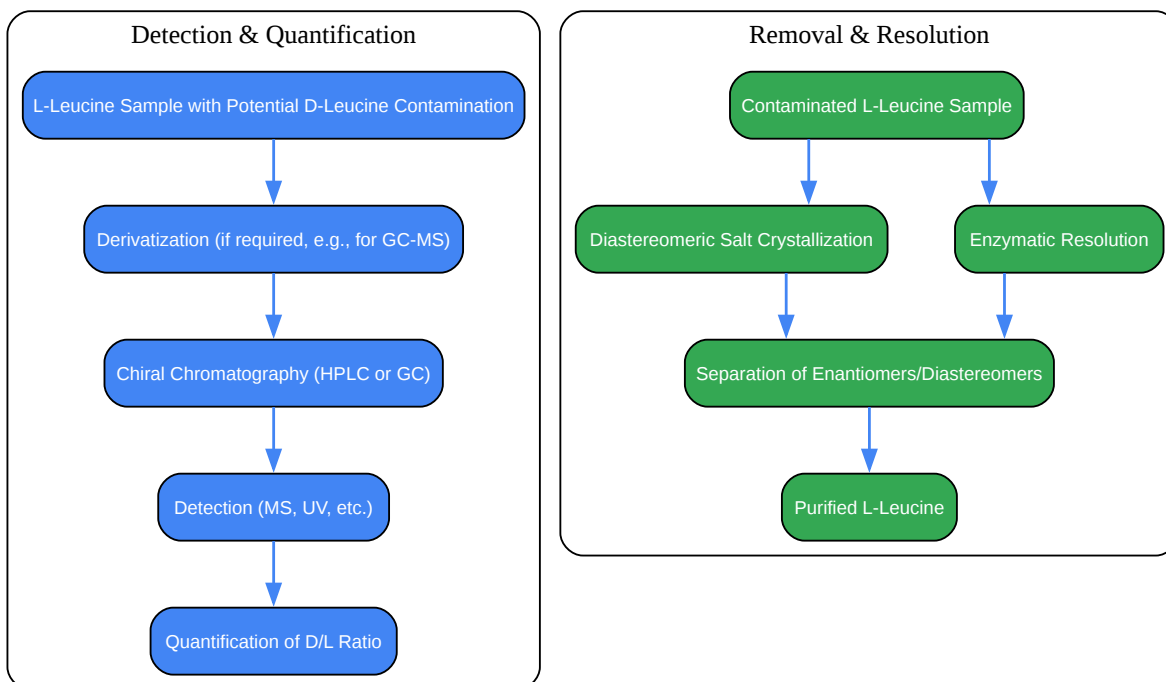 Detection & Quantification
L-Leucine Sample with Potential D-Leucine Contamination
Derivatization (if required, e.g., for GC-MS)
Chiral Chromatography (HPLC or GC)
Detection (MS, UV, etc.)
Quantification of D/L Ratio
Removal & Resolution
Contaminated L-Leucine Sample
Diastereomeric Salt Crystallization
Enzymatic Resolution
Separation of Enantiomers/Diastereomers
Purified L-Leucine